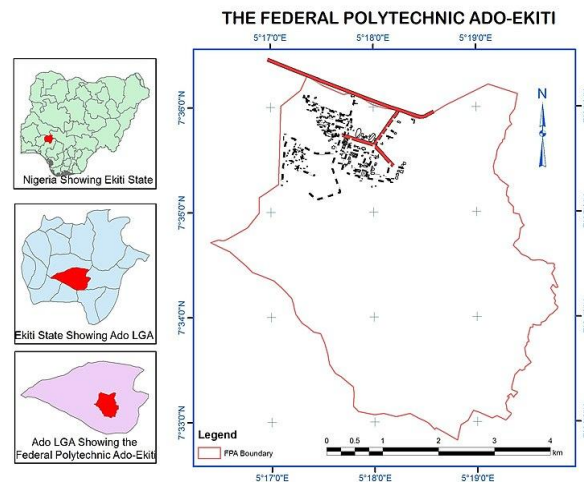 THE FEDERAL POLYTECHNIC ADO-EKITI
5°17'0"E 5°18'0"E 5°19'0"E
N
7°36'0"N
7°35'0"N
7°34'0"N
7°33'0"N
Nigeria Showing Ekiti State
Ekiti State Showing Ado LGA
Ado LGA Showing the
Federal Polytechnic Ado-Ekiti
Legend
FPA Boundary
0 0.5 1 2 3 4
km
5°17'0"E 5°18'0"E 5°19'0"E